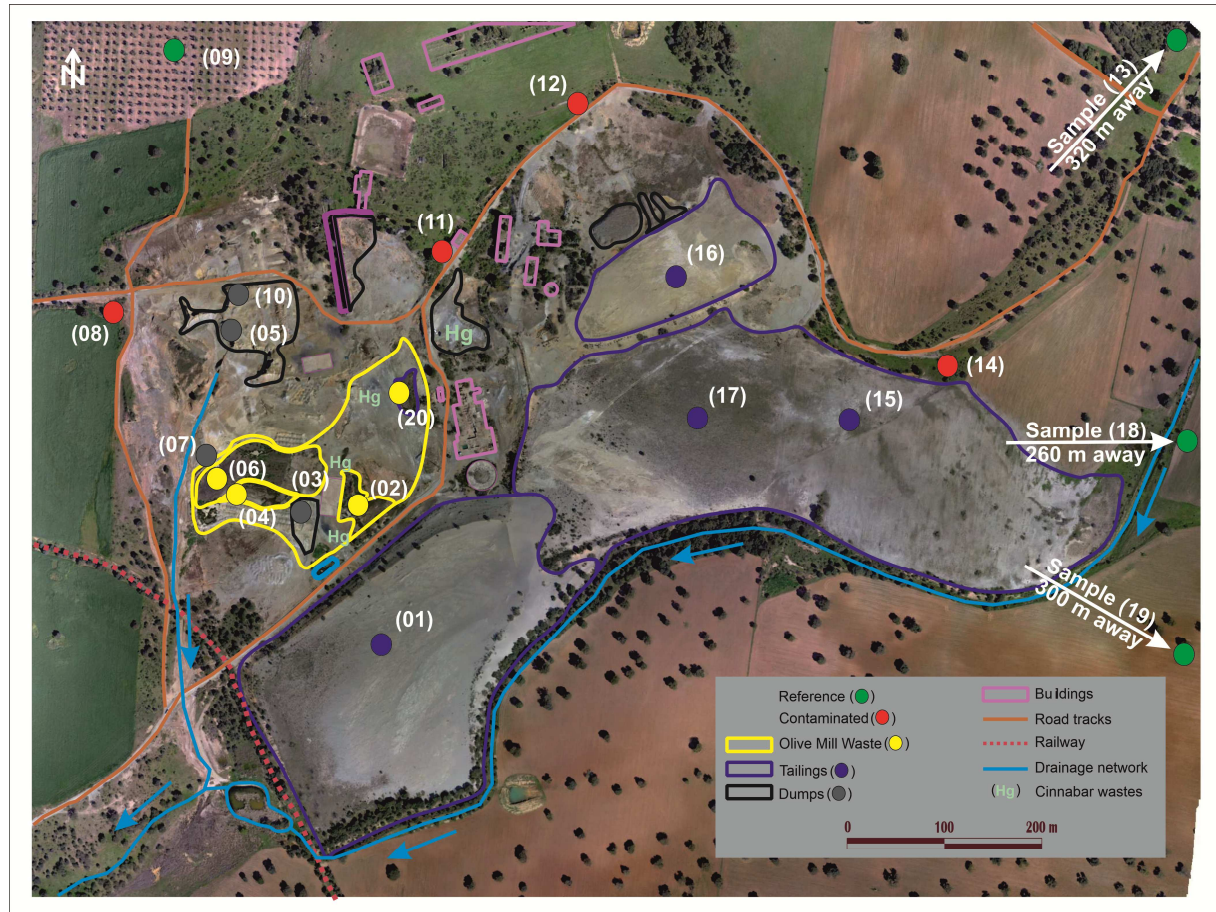 (09)
N
(12)
Sample (13)
320 m away
(11)
(16)
(10)
(05)
(08)
Hg
(14)
Hg
(20)
(17)
(15)
Sample (18)
260 m away
(07)
(06)
Hg
(03)
(02)
(04)
Hg
(01)
Sample (19)
300 m away
Reference ( )
Contaminated ( )
Olive Mill Waste ( )
Tailings ( )
Dumps ( )
Buildings
Road tracks
Railway
Drainage network
(Hg) Cinnabar wastes
0 100 200 m